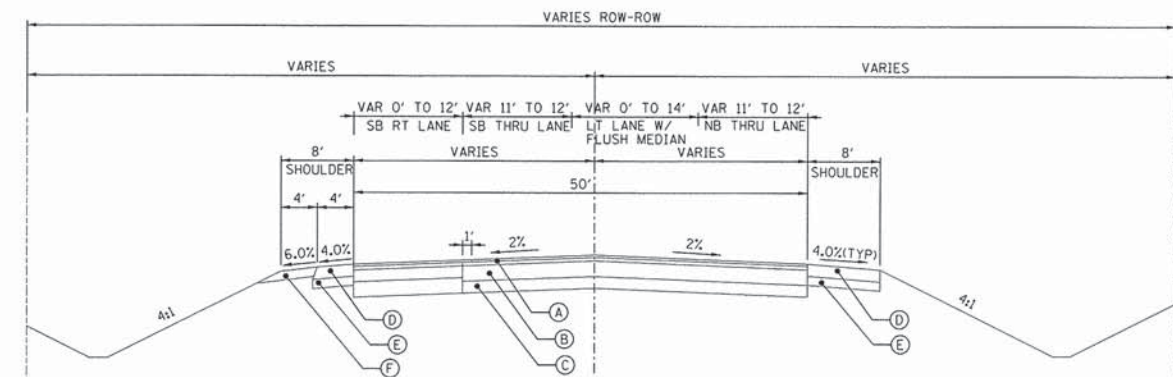 VARIES ROW-ROW
VARIES
VARIES
VAR 0' TO 12'
SB RT LANE
VAR 11' TO 12'
SB THRU LANE
VAR 0' TO 14'
LT LANE W/
FLUSH MEDIAN
VAR 11' TO 12'
NB THRU LANE
8'
SHOULDER
VARIES
VARIES
8'
SHOULDER
4'
4'
50'
6.0%
4.0%
1'
2%
2%
4.0%(TYP)
4:1
4:1
A
B
C
D
E
F
D
E